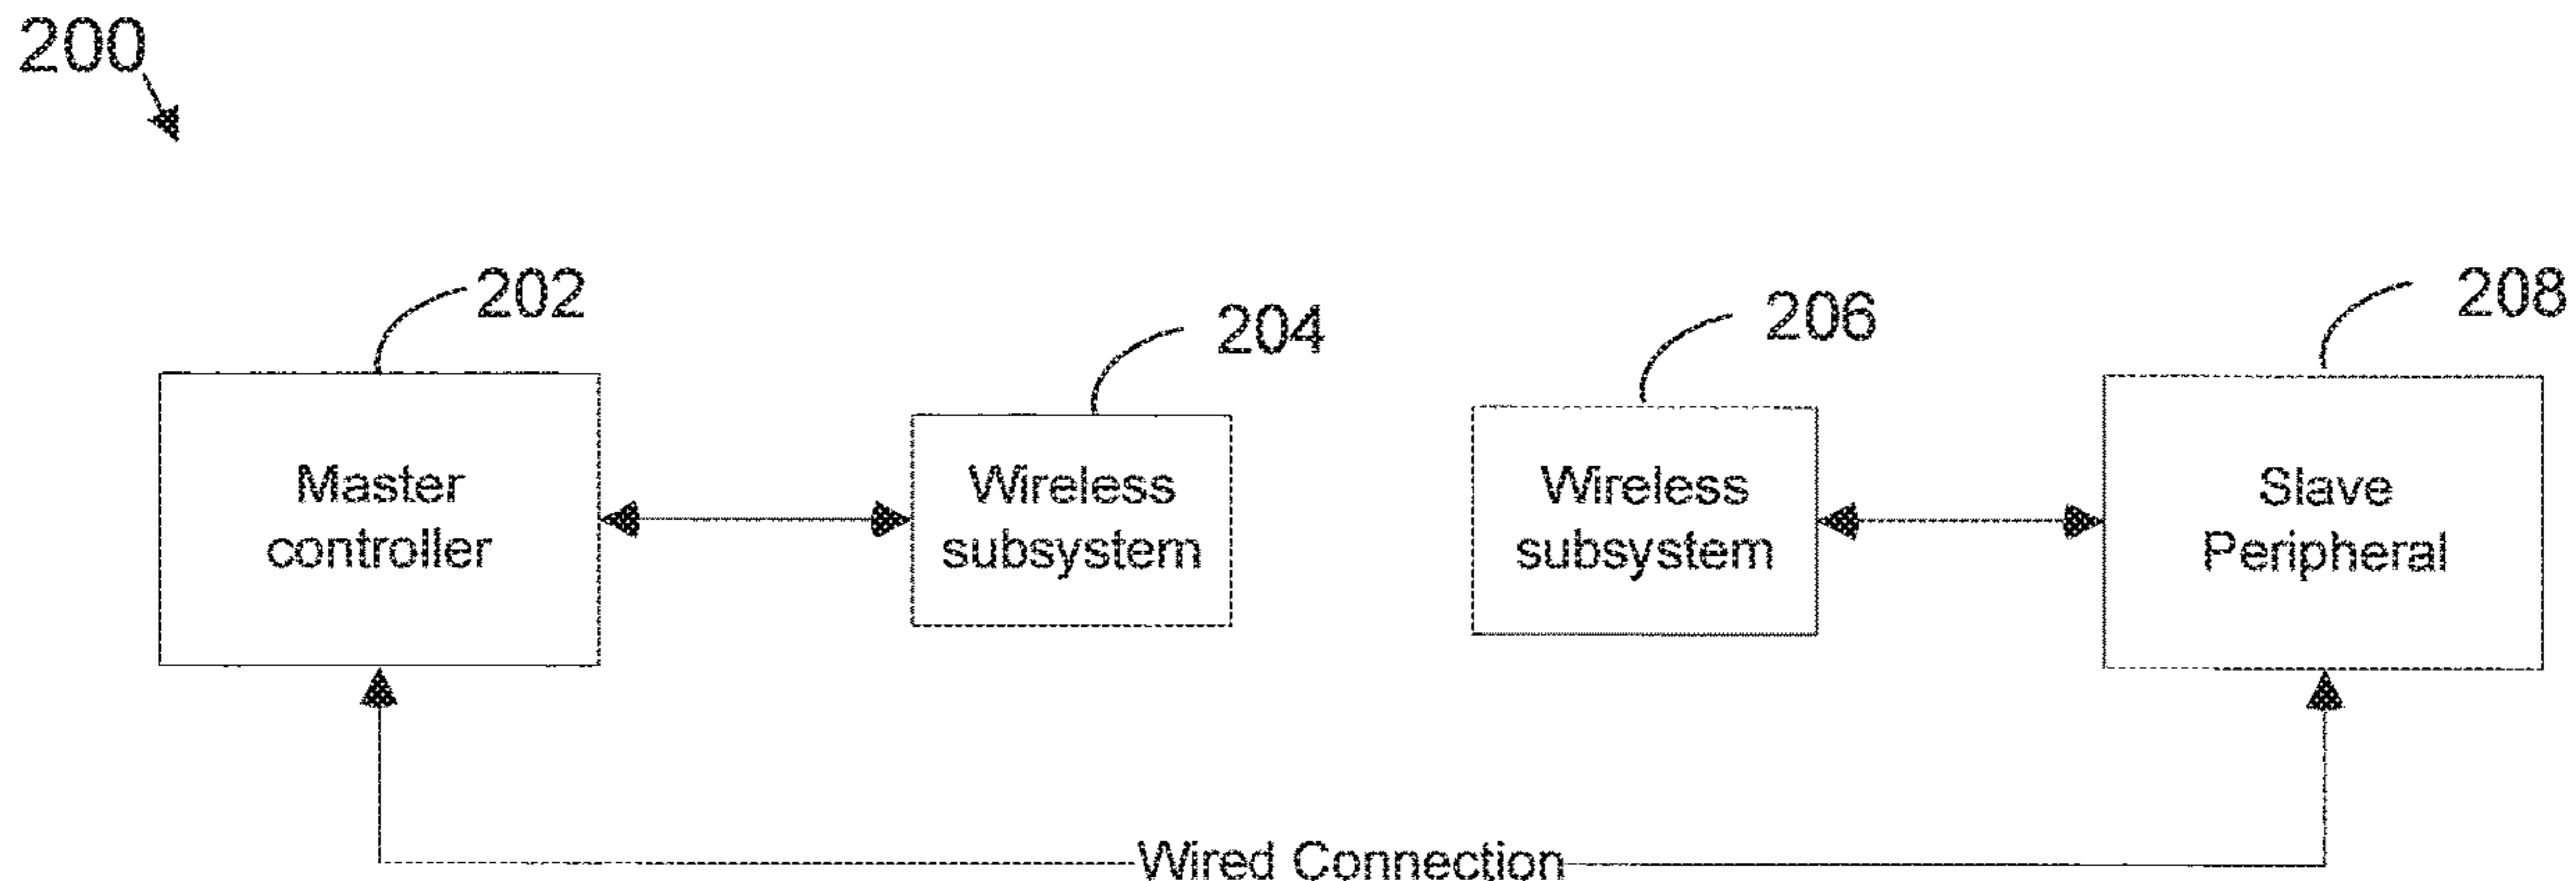 200
202
204
206
208
Master
controller
Wireless
subsystem
Wireless
subsystem
Slave
Peripheral
Wired Connection